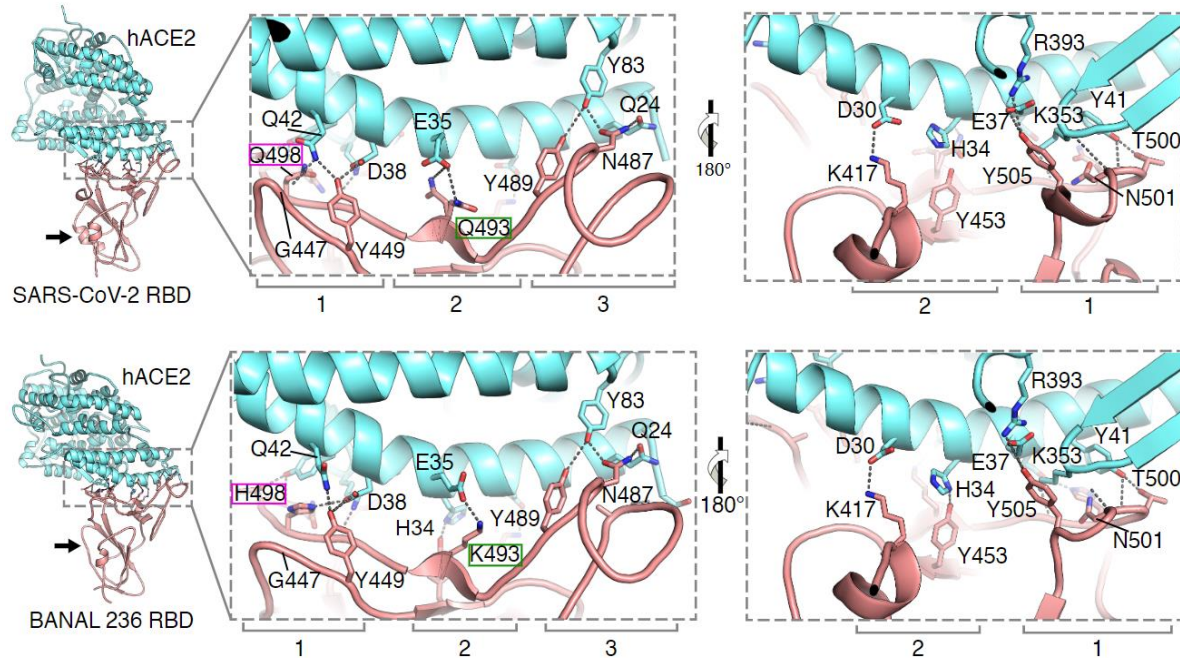 hACE2
SARS-CoV-2 RBD
Q42
Q498
G447
Y449
D38
E35
Q493
Y489
Y83
Q24
N487
1
2
3
180°
R393
D30
E37
K353
Y41
H34
T500
K417
Y505
N501
Y453
2
1
hACE2
BANAL 236 RBD
Q42
H498
G447
Y449
D38
E35
H34
K493
Y489
Y83
Q24
N487
1
2
3
180°
R393
D30
E37
K353
Y41
H34
T500
K417
Y505
N501
Y453
2
1